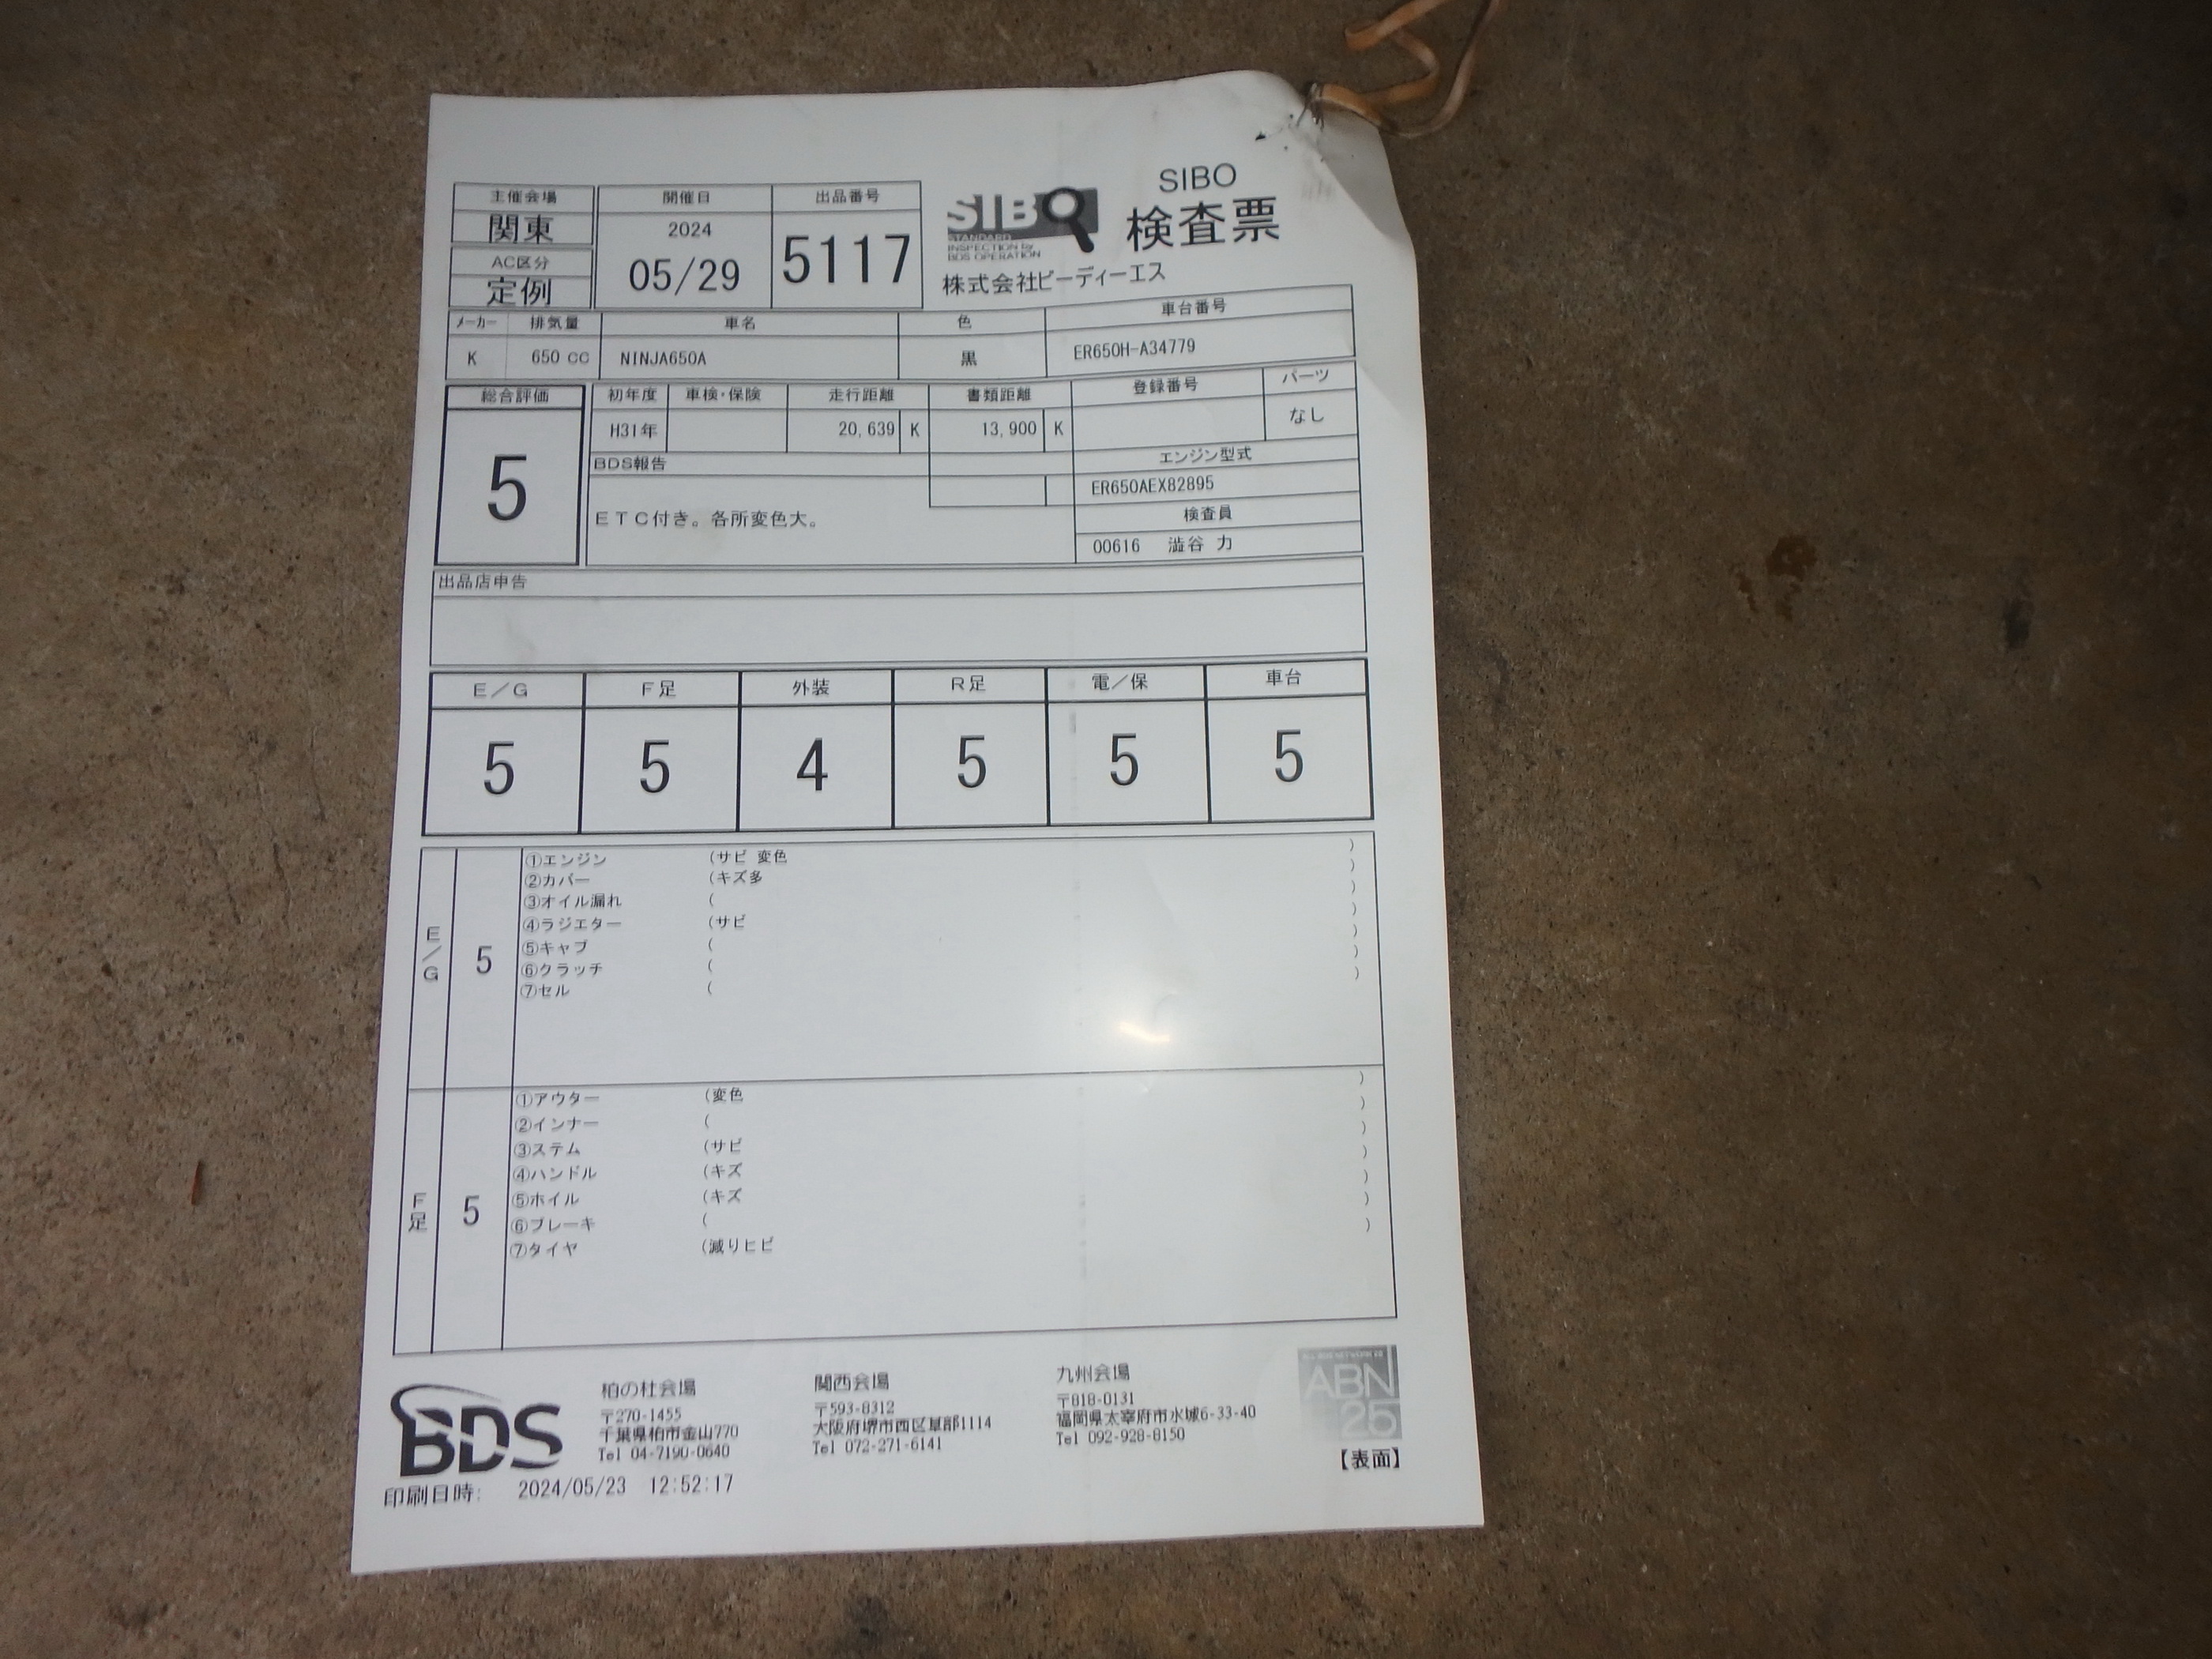 SIBO
主催会場 開催日 出品番号
関東 2024 05/29 5117
AC区分
定例
SIBO
STANDARD
INSPECTION by
BDS OPERATION
検査票
株式会社ビーディーエス
メーカー 排気量 車名 色 車台番号
K 650 CC NINJA650A 黒 ER650H-A34779
総合評価 初年度 車検・保険 走行距離 書類距離 登録番号 パーツ
5 H31年 20,639 K 13,900 K なし
BDS報告 エンジン型式
ER650AEX82895
ETC付き。各所変色大。 検査員
00616 澁谷 力
出品店申告
E/G F足 外装 R足 電/保 車台
5 5 4 5 5 5
E/G 5
①エンジン (サビ 変色 )
②カバー (キズ多 )
③オイル漏れ ( )
④ラジエター (サビ )
⑤キャブ ( )
⑥クラッチ ( )
⑦セル ( )
F足 5
①アウター (変色 )
②インナー ( )
③ステム (サビ )
④ハンドル (キズ )
⑤ホイル (キズ )
⑥ブレーキ ( )
⑦タイヤ (減りヒビ )
BDS
柏の杜会場
〒270-1455
千葉県柏市金山770
Tel 04-7190-0640
関西会場
〒593-8312
大阪府堺市西区草部1114
Tel 072-271-6141
九州会場
〒818-0131
福岡県太宰府市水城6-33-40
Tel 092-928-8150
ABN
25
【表面】
印刷日時: 2024/05/23 12:52:17